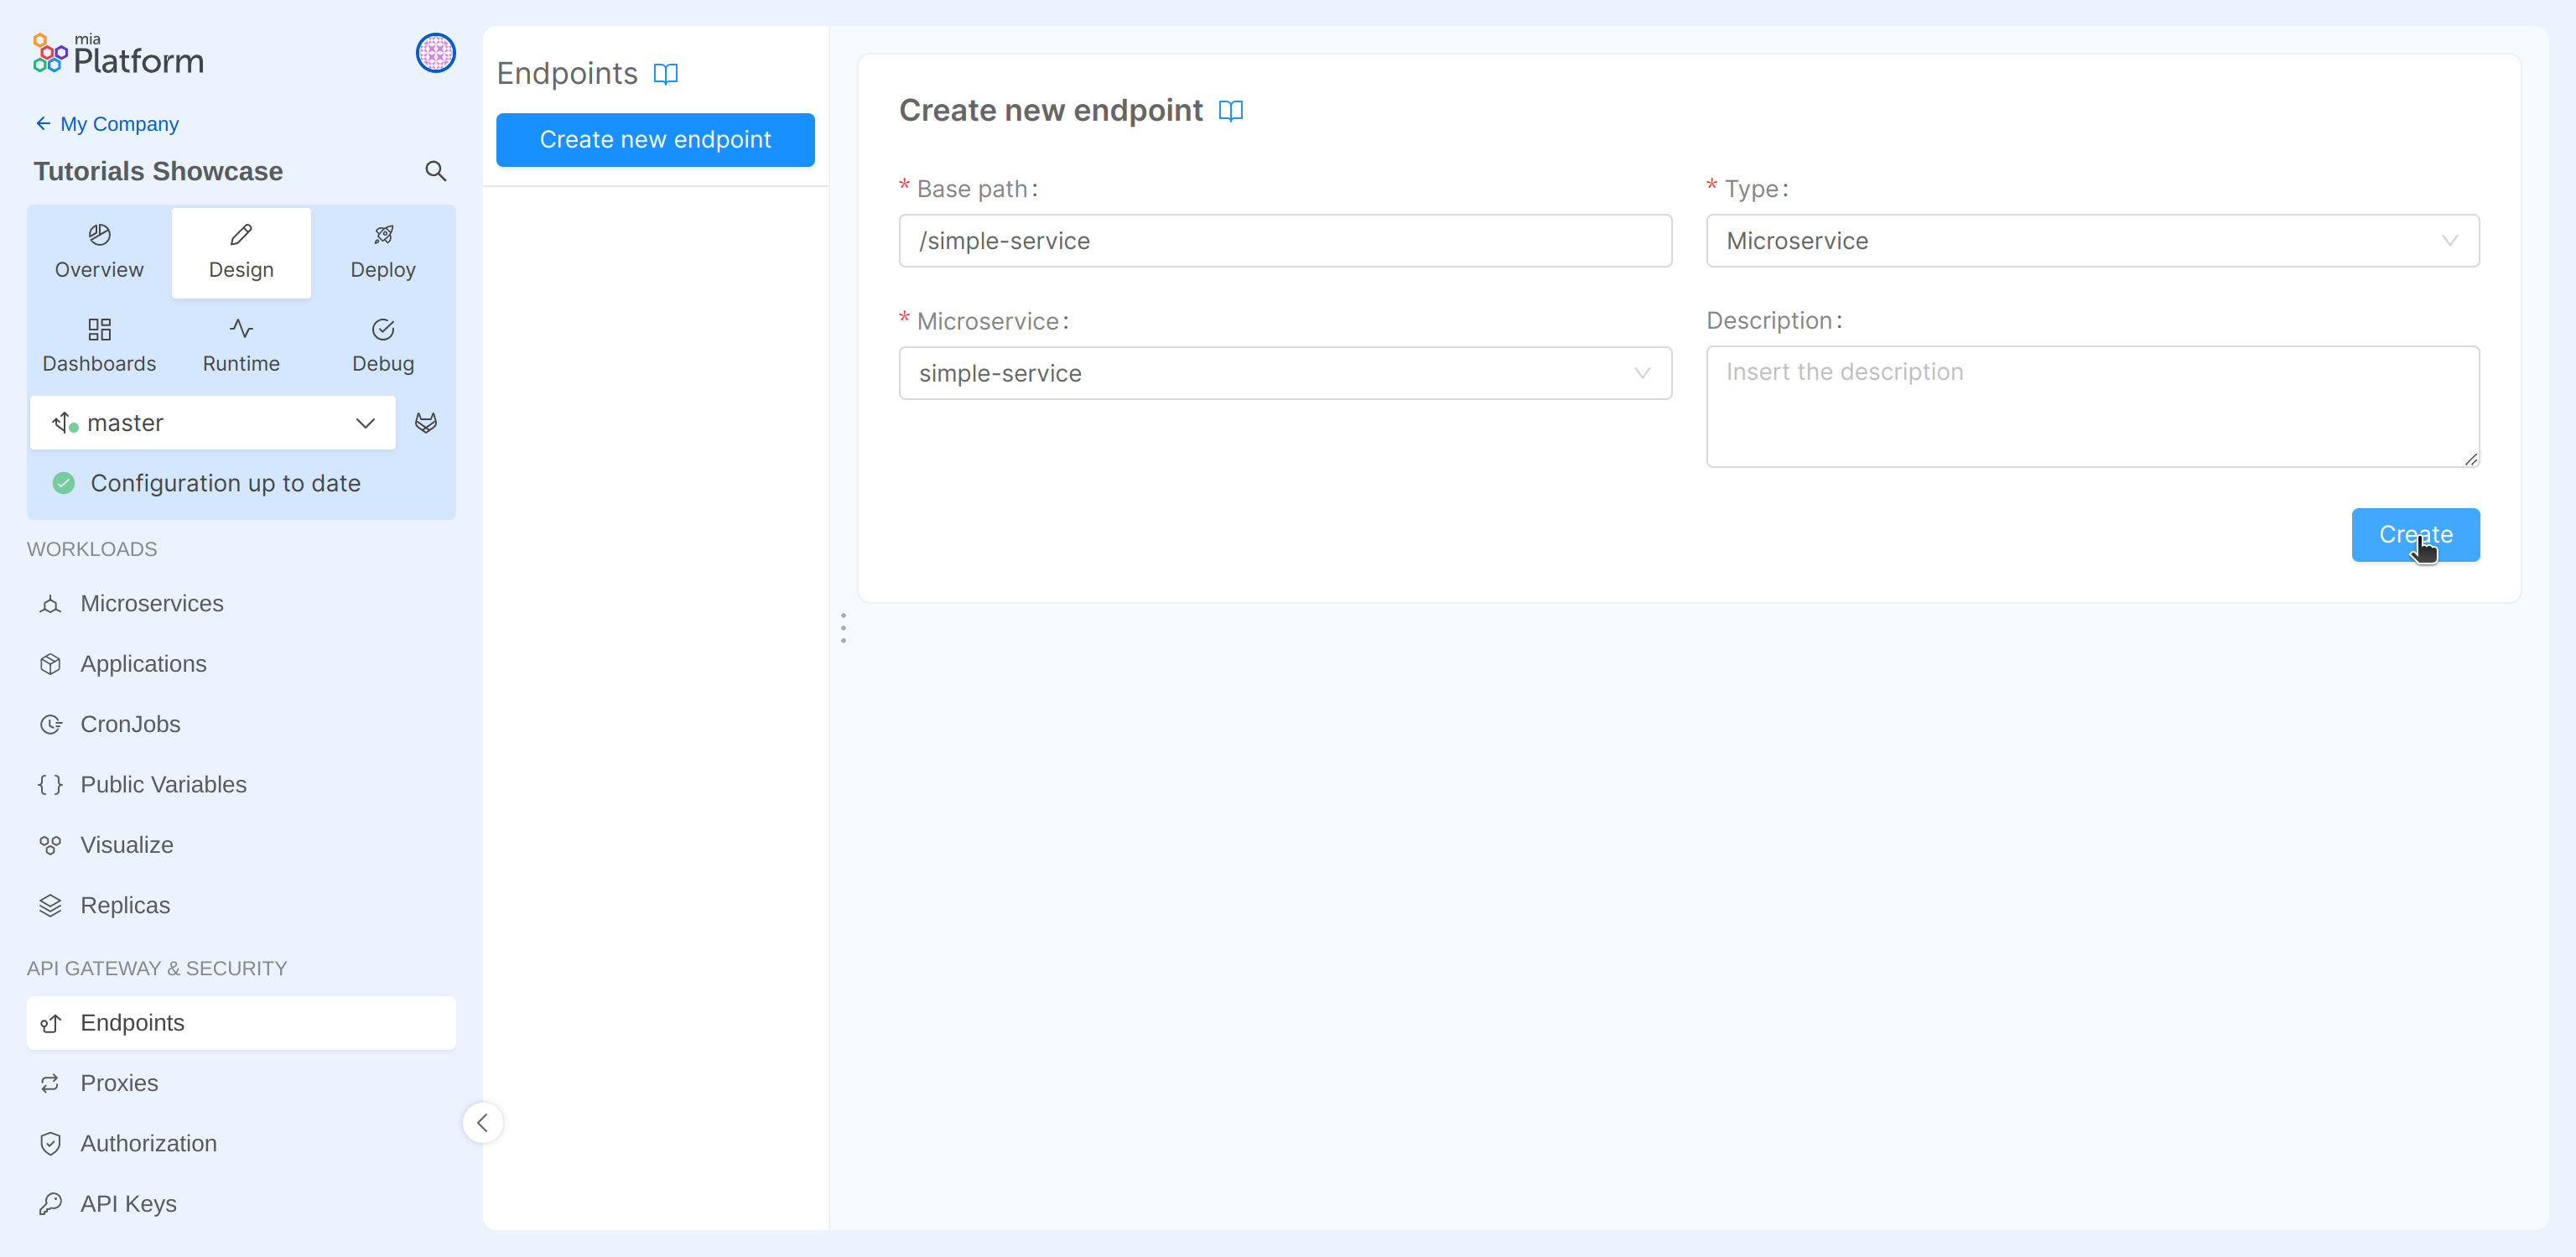 mia
Platform
My Company
Tutorials Showcase
Overview
Design
Deploy
Dashboards
Runtime
Debug
master
Configuration up to date
WORKLOADS
Microservices
Applications
CronJobs
Public Variables
Visualize
Replicas
API GATEWAY & SECURITY
Endpoints
Proxies
Authorization
API Keys
Endpoints
Create new endpoint
Create new endpoint
* Base path:
/simple-service
* Type:
Microservice
* Microservice:
simple-service
Description:
Insert the description
Create